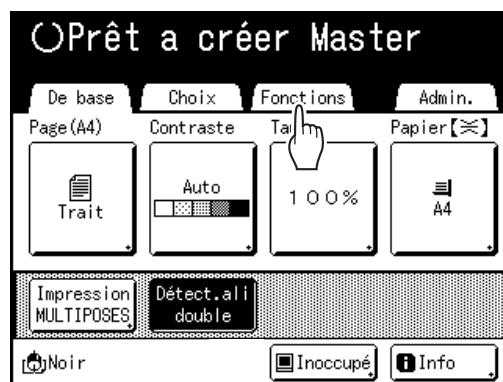 Prêt a créer Master
De base Choix Fonctions Admin.
Page(A4) Contraste Papier【】
Trait Auto 100% A4
Impression Détect.ali
MULTIPOSES double
Noir Inoccupé Info